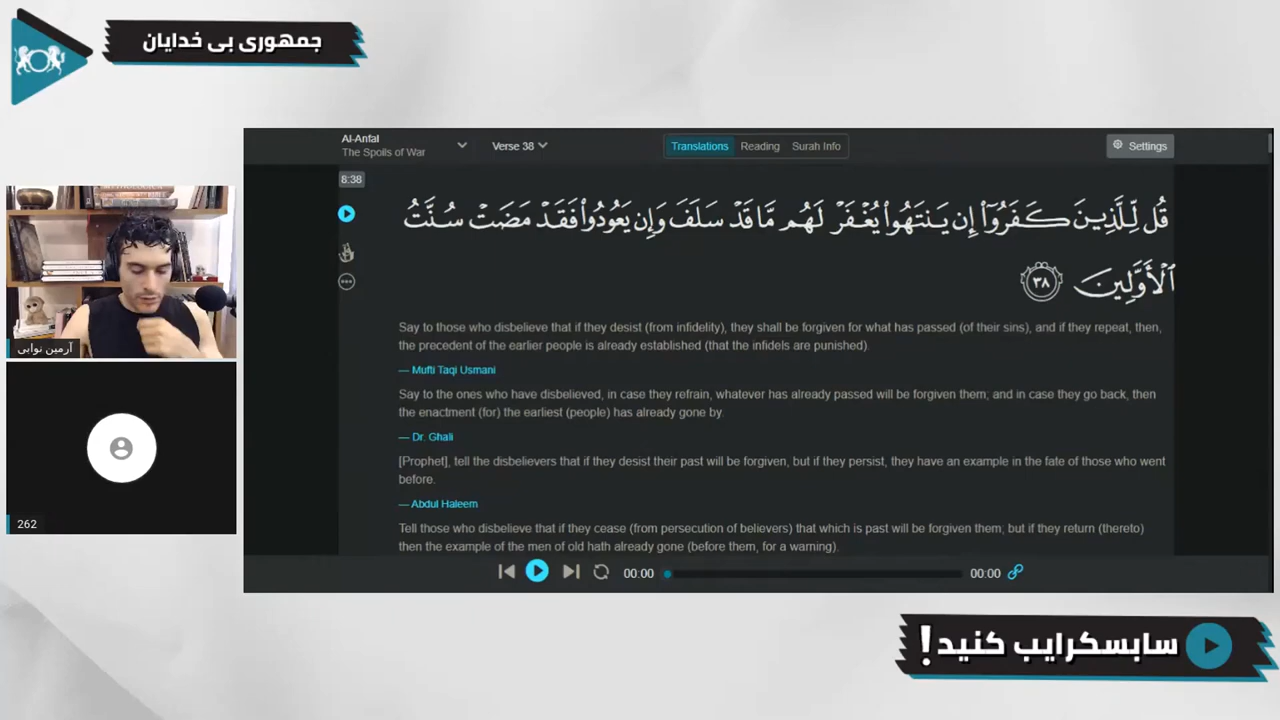 جمهوری بی خدایان
Al-Anfal
The Spoils of War
Verse 38
Translations
Reading
Surah Info
Settings
8:38
قُل لِّلَّذِينَ كَفَرُوٓا۟ إِن يَنتَهُوا۟ يُغْفَرْ لَهُم مَّا قَدْ سَلَفَ وَإِن يَعُودُوا۟ فَقَدْ مَضَتْ سُنَّتُ
ٱلْأَوَّلِينَ ٣٨
Say to those who disbelieve that if they desist (from infidelity), they shall be forgiven for what has passed (of their sins), and if they repeat, then,
the precedent of the earlier people is already established (that the infidels are punished).
— Mufti Taqi Usmani
Say to the ones who have disbelieved, in case they refrain, whatever has already passed will be forgiven them; and in case they go back, then
the enactment (for) the earliest (people) has already gone by.
— Dr. Ghali
[Prophet], tell the disbelievers that if they desist their past will be forgiven, but if they persist, they have an example in the fate of those who went
before.
— Abdul Haleem
Tell those who disbelieve that if they cease (from persecution of believers) that which is past will be forgiven them; but if they return (thereto)
then the example of the men of old hath already gone (before them, for a warning).
00:00
00:00
آرمین نوابی
262
سابسکرایب کنید!